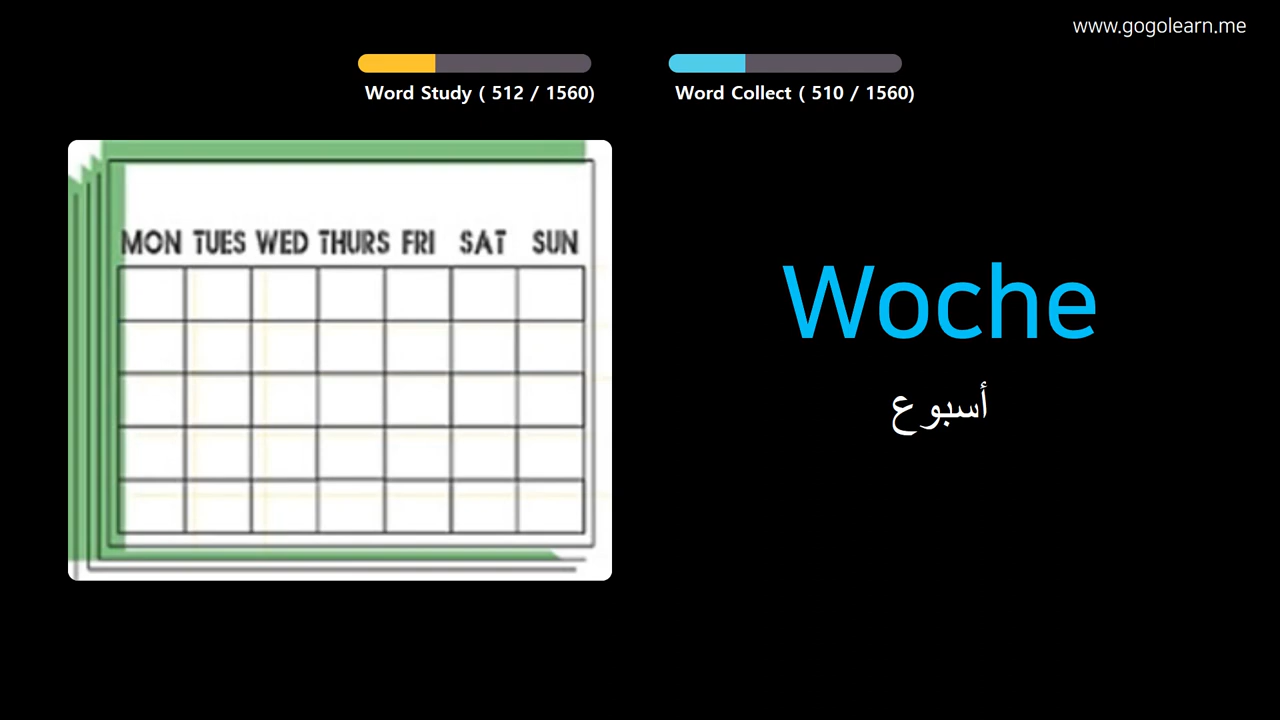 www.gogolearn.me
Word Study ( 512 / 1560)
Word Collect ( 510 / 1560)
MON TUES WED THURS FRI SAT SUN
Woche
أسبوع